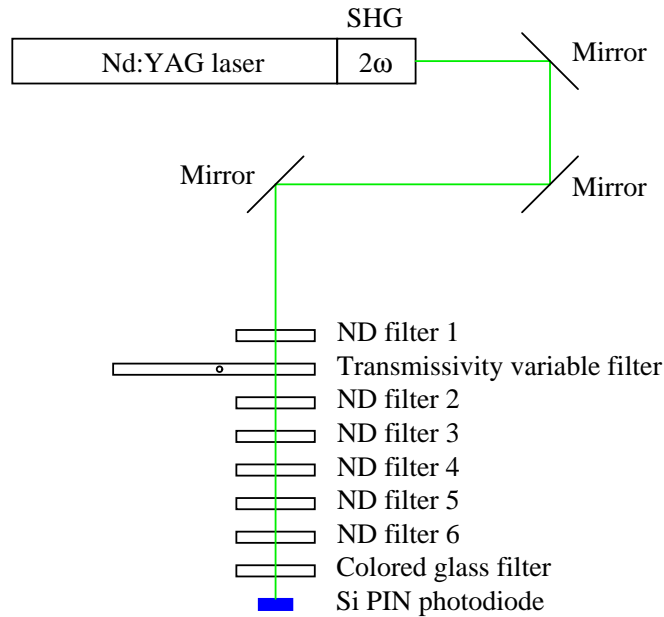 SHG
Nd:YAG laser
2ω
Mirror
Mirror
Mirror
ND filter 1
Transmissivity variable filter
ND filter 2
ND filter 3
ND filter 4
ND filter 5
ND filter 6
Colored glass filter
Si PIN photodiode